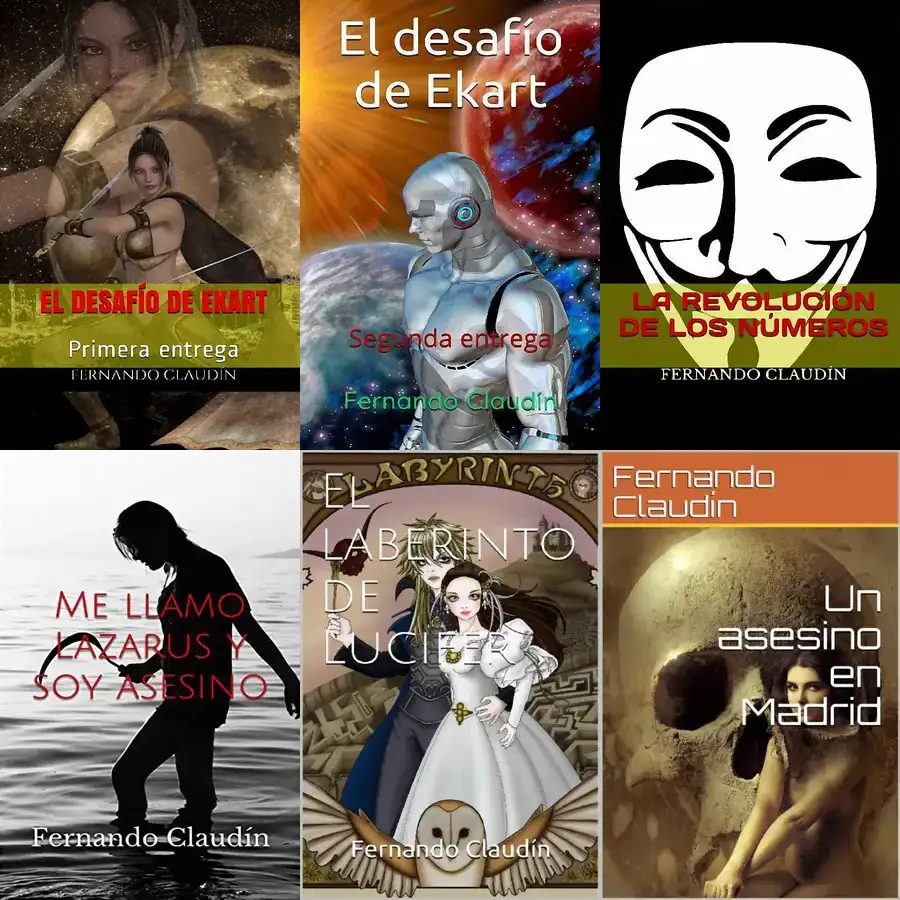 EL DESAFÍO DE EKART
Primera entrega
FERNANDO CLAUDÍN
El desafío
de Ekart
Segunda entrega
Fernando Claudín
LA REVOLUCIÓN
DE LOS NÚMEROS
FERNANDO CLAUDÍN
ME LLAMO
LAZARUS Y
SOY ASESINO
Fernando Claudín
LABYRINTH
EL
LABERINTO
DE
LUCIFER
Fernando Claudín
Fernando
Claudín
Un
asesino
en
Madrid